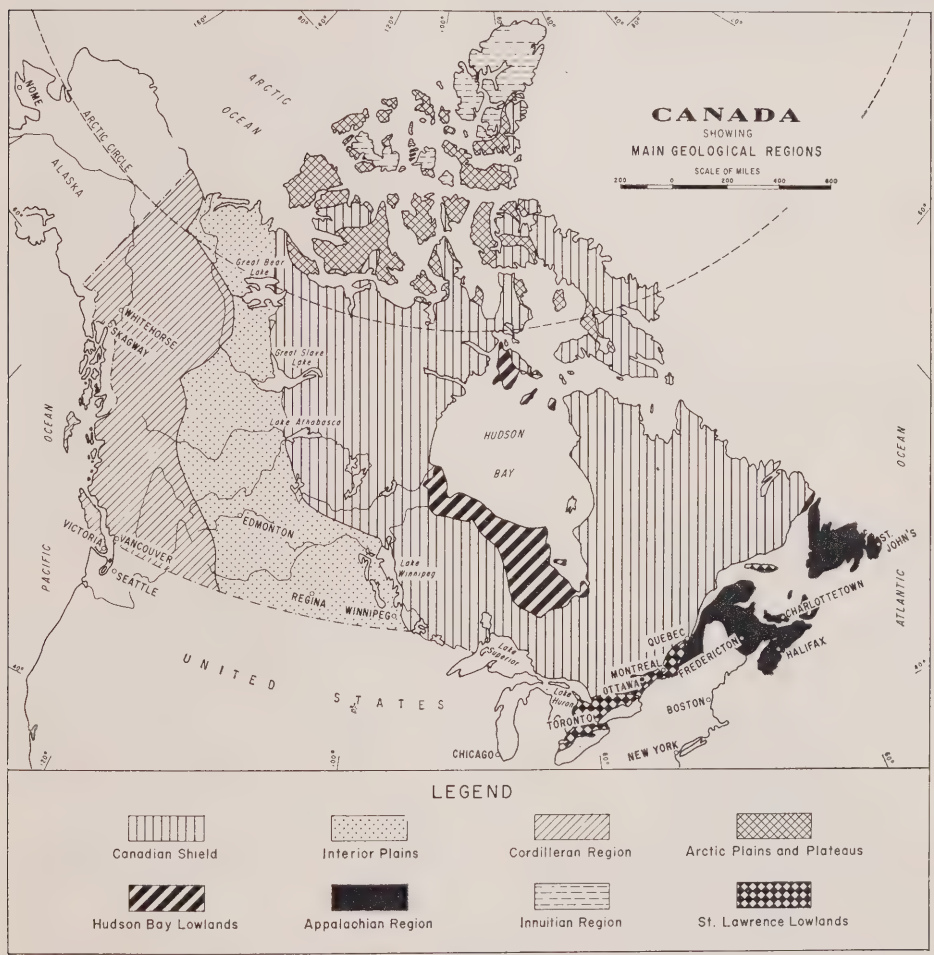 CANADA
SHOWING
MAIN GEOLOGICAL REGIONS
SCALE OF MILES
200 0 200 400 600
ARCTIC
OCEAN
NOME
ARCTIC CIRCLE
ALASKA
Great Bear
Lake
WHITEHORSE
SKAGWAY
Great Slave
Lake
Lake Athabasca
HUDSON
BAY
OCEAN
PACIFIC
OCEAN
ATLANTIC
EDMONTON
VICTORIA
VANCOUVER
SEATTLE
REGINA
WINNIPEG
Lake
Winnipeg
ST.
JOHN'S
CHARLOTTETOWN
HALIFAX
FREDERICTON
QUEBEC
MONTREAL
OTTAWA
Lake
Superior
Lake
Huron
TORONTO
BOSTON
NEW YORK
CHICAGO
UNITED STATES
LEGEND
Canadian Shield
Interior Plains
Cordilleran Region
Arctic Plains and Plateaus
Hudson Bay Lowlands
Appalachian Region
Innuitian Region
St. Lawrence Lowlands